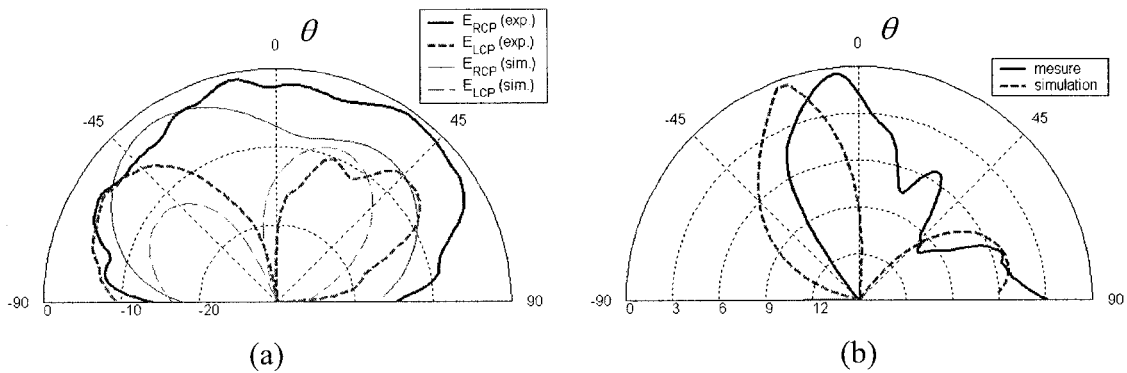 θ
0
E_RCP (exp.)
E_LCP (exp.)
E_RCP (sim.)
E_LCP (sim.)
-45
45
-90
90
0
-10
-20
(a)
θ
0
mesure
simulation
-45
45
-90
90
0
3
6
9
12
(b)